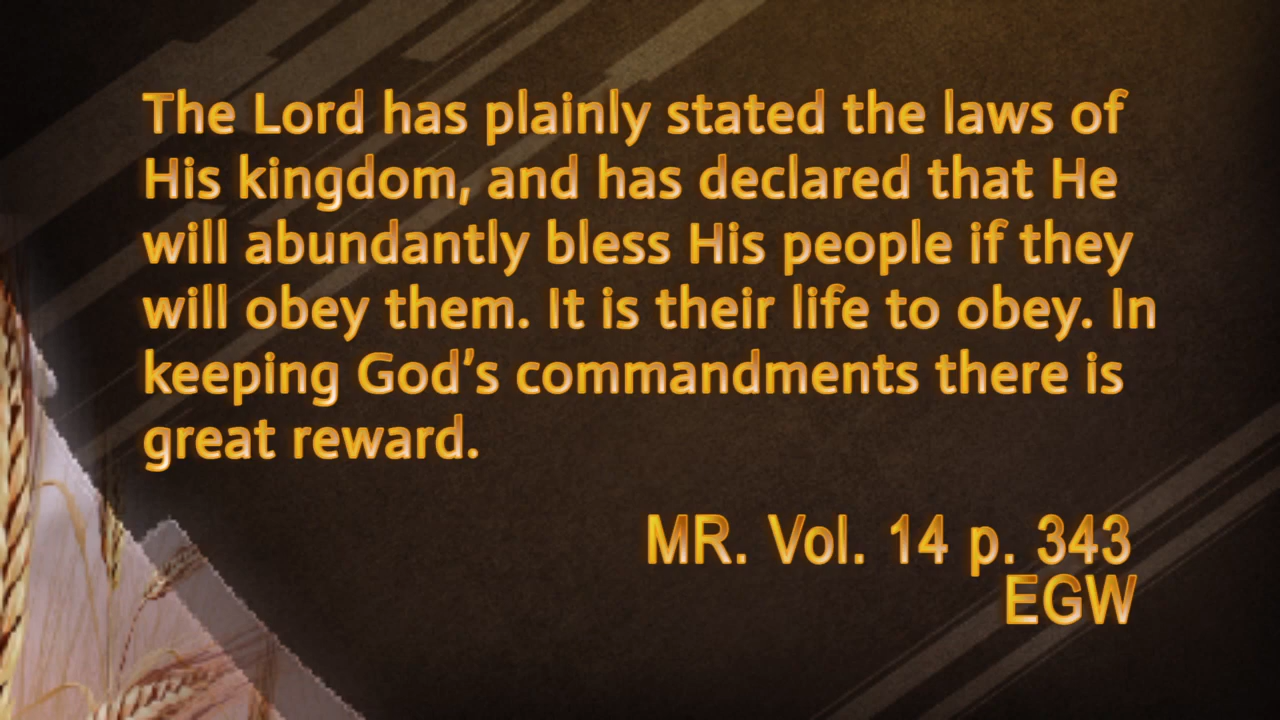 The Lord has plainly stated the laws of
His kingdom, and has declared that He
will abundantly bless His people if they
will obey them. It is their life to obey. In
keeping God's commandments there is
great reward.
MR. Vol. 14 p. 343
EGW